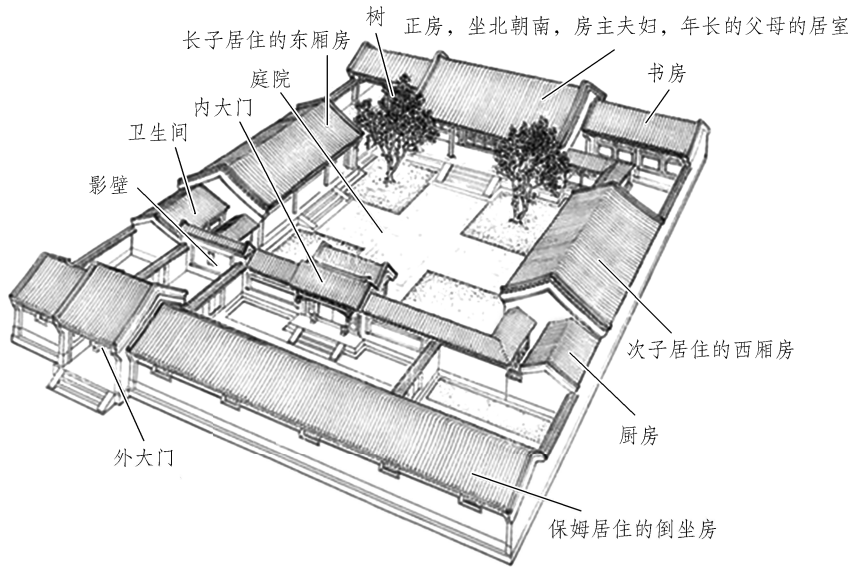 树
正房，坐北朝南，房主夫妇，年长的父母的居室
长子居住的东厢房
庭院
书房
内大门
卫生间
影壁
次子居住的西厢房
厨房
外大门
保姆居住的倒坐房